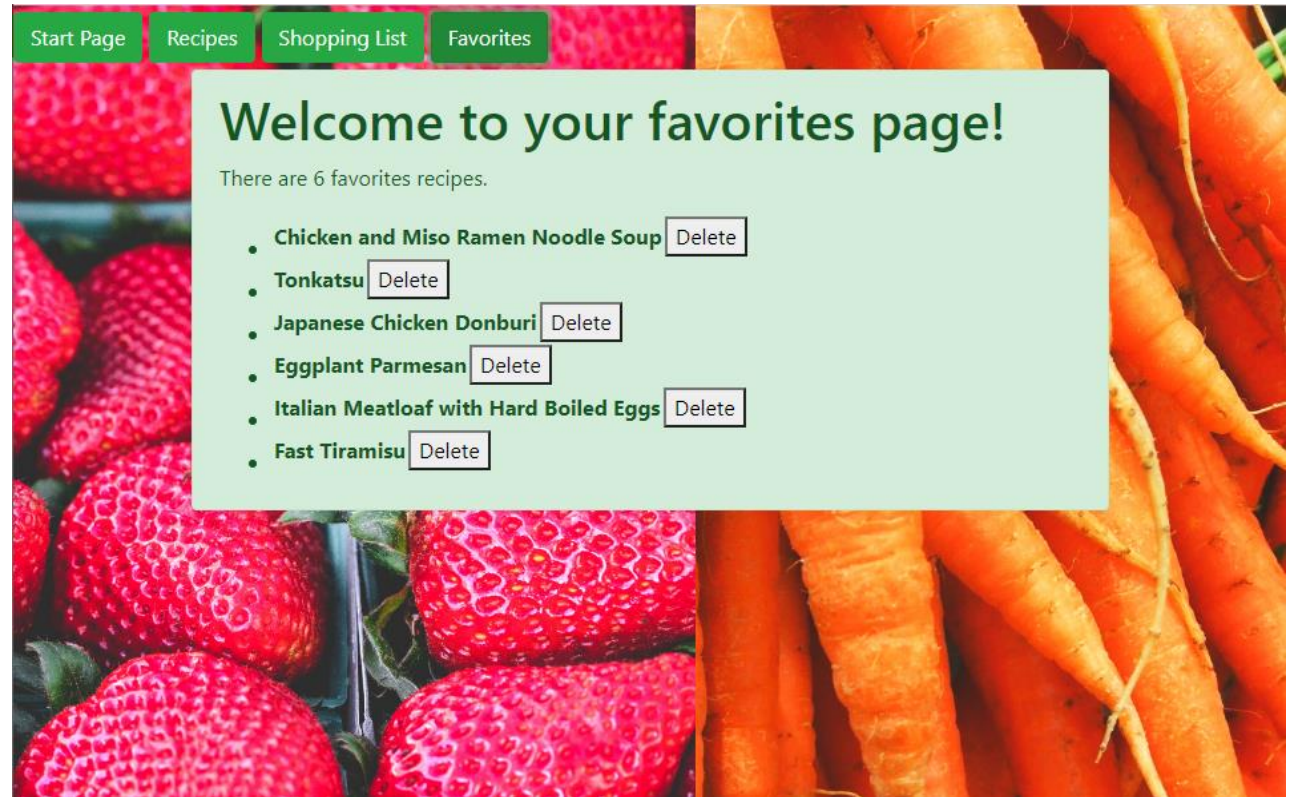 Start Page Recipes Shopping List Favorites
Welcome to your favorites page!
There are 6 favorites recipes.
Chicken and Miso Ramen Noodle Soup Delete
Tonkatsu Delete
Japanese Chicken Donburi Delete
Eggplant Parmesan Delete
Italian Meatloaf with Hard Boiled Eggs Delete
Fast Tiramisu Delete